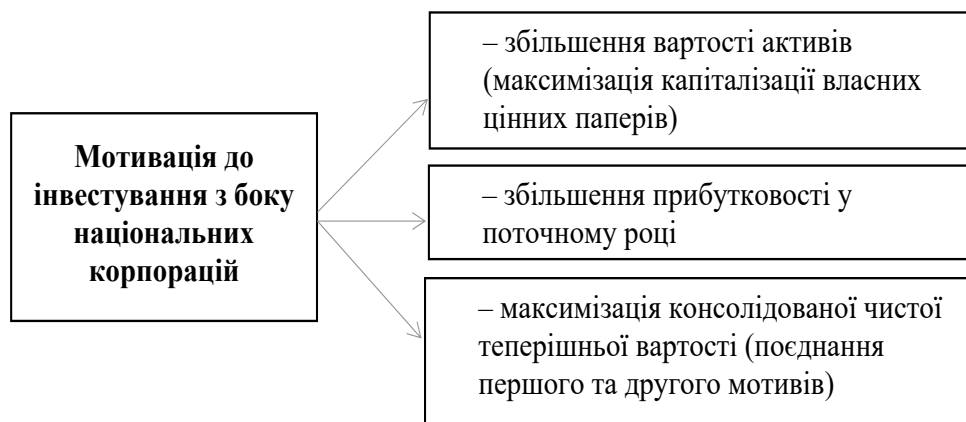 Мотивація до
інвестування з боку
національних
корпорацій
– збільшення вартості активів
(максимізація капіталізації власних
цінних паперів)
– збільшення прибутковості у
поточному році
– максимізація консолідованої чистої
теперішньої вартості (поєднання
першого та другого мотивів)